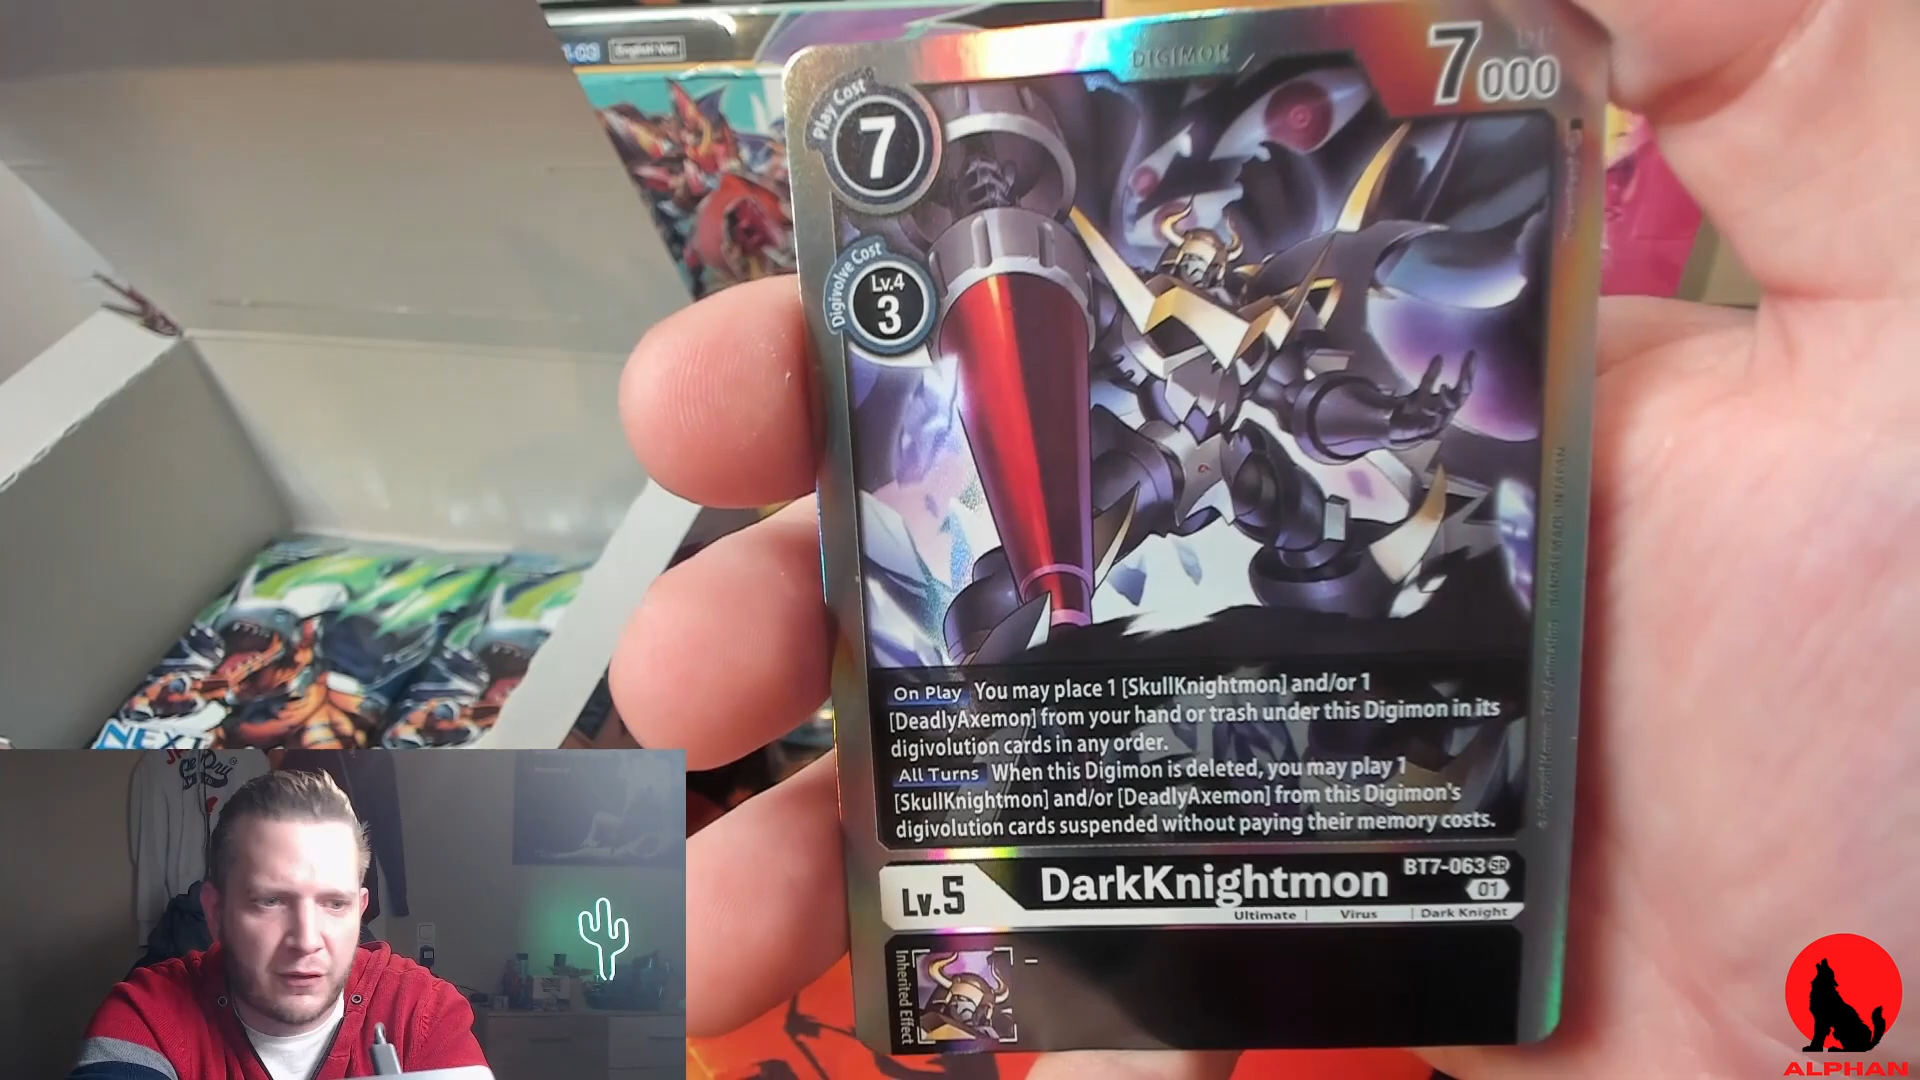 -03 English Ver.
DIGIMON
DP
7000
Play Cost
7
Digivolve Cost
Lv.4
3
On Play You may place 1 [SkullKnightmon] and/or 1
[DeadlyAxemon] from your hand or trash under this Digimon in its
digivolution cards in any order.
All Turns When this Digimon is deleted, you may play 1
[SkullKnightmon] and/or [DeadlyAxemon] from this Digimon's
digivolution cards suspended without paying their memory costs.
Lv.5
DarkKnightmon
BT7-063 SR
01
Ultimate | Virus | Dark Knight
Inherited Effect
-
NEXT
ALPHAN